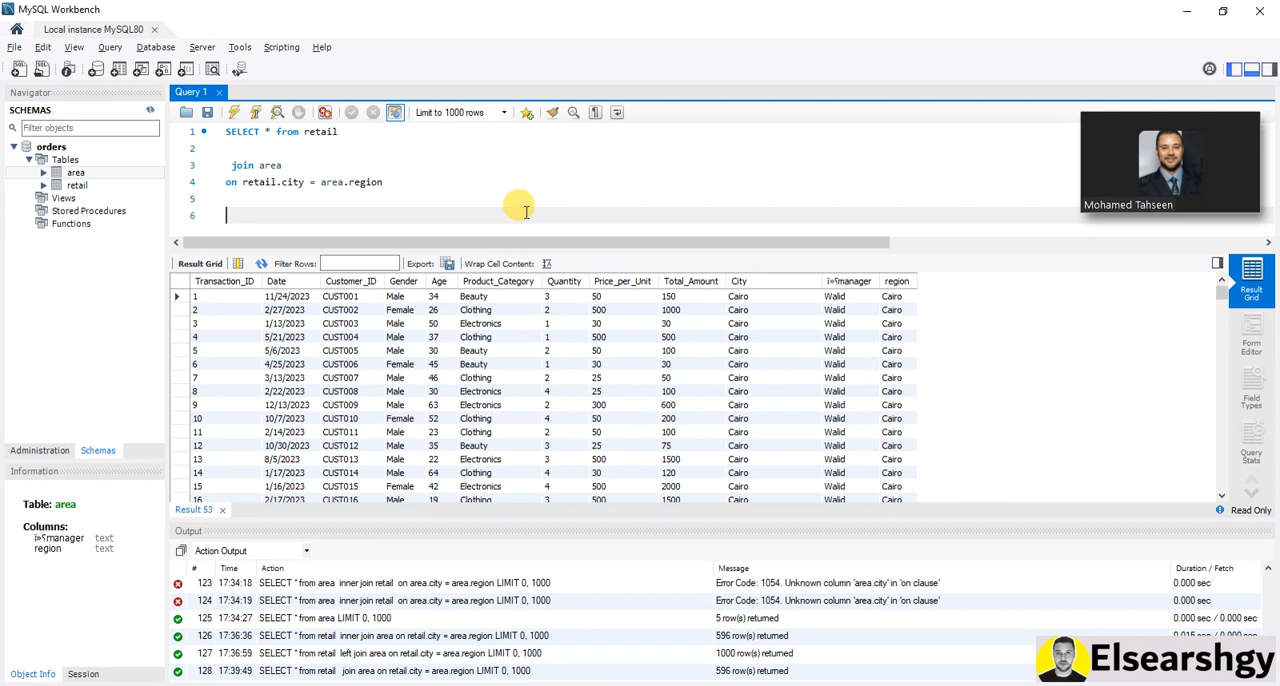 MySQL Workbench
Local instance MySQL80
File Edit View Query Database Server Tools Scripting Help
Navigator
SCHEMAS
Filter objects
orders
Tables
area
retail
Views
Stored Procedures
Functions
Administration Schemas
Information
Table: area
Columns:
ï»¿manager text
region text
Object Info Session
Query 1
Limit to 1000 rows
1 SELECT * from retail
2
3 join area
4 on retail.city = area.region
5
6
Mohamed Tahseen
Result Grid Filter Rows: Export: Wrap Cell Content:
Transaction_ID Date Customer_ID Gender Age Product_Category Quantity Price_per_Unit Total_Amount City ï»¿manager region
1 11/24/2023 CUST001 Male 34 Beauty 3 50 150 Cairo Walid Cairo
2 2/27/2023 CUST002 Female 26 Clothing 2 500 1000 Cairo Walid Cairo
3 1/13/2023 CUST003 Male 50 Electronics 1 30 30 Cairo Walid Cairo
4 5/21/2023 CUST004 Male 37 Clothing 1 500 500 Cairo Walid Cairo
5 5/6/2023 CUST005 Male 30 Beauty 2 50 100 Cairo Walid Cairo
6 4/25/2023 CUST006 Female 45 Beauty 1 30 30 Cairo Walid Cairo
7 3/13/2023 CUST007 Male 46 Clothing 2 25 50 Cairo Walid Cairo
8 2/22/2023 CUST008 Male 30 Electronics 4 25 100 Cairo Walid Cairo
9 12/13/2023 CUST009 Male 63 Electronics 2 300 600 Cairo Walid Cairo
10 10/7/2023 CUST010 Female 52 Clothing 4 50 200 Cairo Walid Cairo
11 2/14/2023 CUST011 Male 23 Clothing 2 50 100 Cairo Walid Cairo
12 10/30/2023 CUST012 Male 35 Beauty 3 25 75 Cairo Walid Cairo
13 8/5/2023 CUST013 Male 22 Electronics 3 500 1500 Cairo Walid Cairo
14 1/17/2023 CUST014 Male 64 Clothing 4 30 120 Cairo Walid Cairo
15 1/16/2023 CUST015 Female 42 Electronics 4 500 2000 Cairo Walid Cairo
16 2/17/2023 CUST016 Male 19 Clothing 3 500 1500 Cairo Walid Cairo
Result Grid
Form Editor
Field Types
Query Stats
Result 53
Read Only
Output
Action Output
# Time Action Message Duration / Fetch
123 17:34:18 SELECT * from area inner join retail on area.city = area.region LIMIT 0, 1000 Error Code: 1054. Unknown column 'area.city' in 'on clause' 0.000 sec
124 17:34:19 SELECT * from area inner join retail on area.city = area.region LIMIT 0, 1000 Error Code: 1054. Unknown column 'area.city' in 'on clause' 0.000 sec
125 17:34:27 SELECT * from area LIMIT 0, 1000 5 row(s) returned 0.000 sec / 0.000 sec
126 17:36:36 SELECT * from retail inner join area on retail.city = area.region LIMIT 0, 1000 596 row(s) returned 0.015 sec / 0.000 sec
127 17:36:59 SELECT * from retail left join area on retail.city = area.region LIMIT 0, 1000 1000 row(s) returned
128 17:39:49 SELECT * from retail join area on retail.city = area.region LIMIT 0, 1000 596 row(s) returned
Elsearshgy